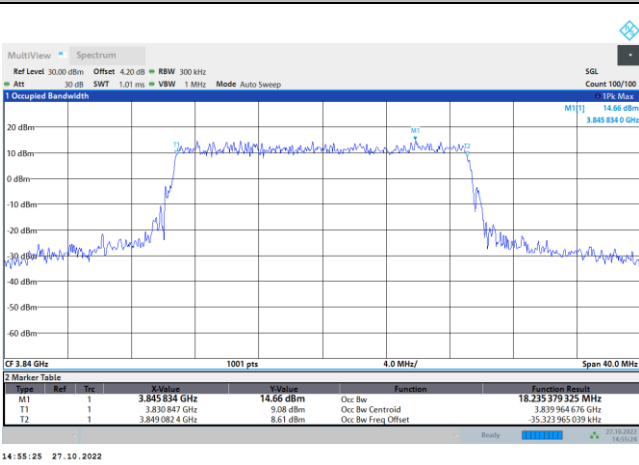 MultiView Spectrum
Ref Level 30.00 dBm Offset 4.20 dB RBW 300 kHz SGL
Att 30 dB SWT 1.01 ms VBW 1 MHz Mode Auto Sweep Count 100/100
1 Occupied Bandwidth 1Pk Max
M1[1] 14.66 dBm
3.845 834 0 GHz
20 dBm
M1
T1
T2
10 dBm
0 dBm
-10 dBm
-20 dBm
-30 dBm
-40 dBm
-50 dBm
-60 dBm
CF 3.84 GHz 1001 pts 4.0 MHz/ Span 40.0 MHz
2 Marker Table
Type Ref Trc X-Value Y-Value Function Function Result
M1 1 3.845 834 GHz 14.66 dBm Occ Bw 18.235 379 325 MHz
T1 1 3.830 847 GHz 9.08 dBm Occ Bw Centroid 3.839 964 676 GHz
T2 1 3.849 082 4 GHz 8.61 dBm Occ Bw Freq Offset -35.323 965 039 kHz
Ready 27.10.2022
14:55:24
14:55:25 27.10.2022